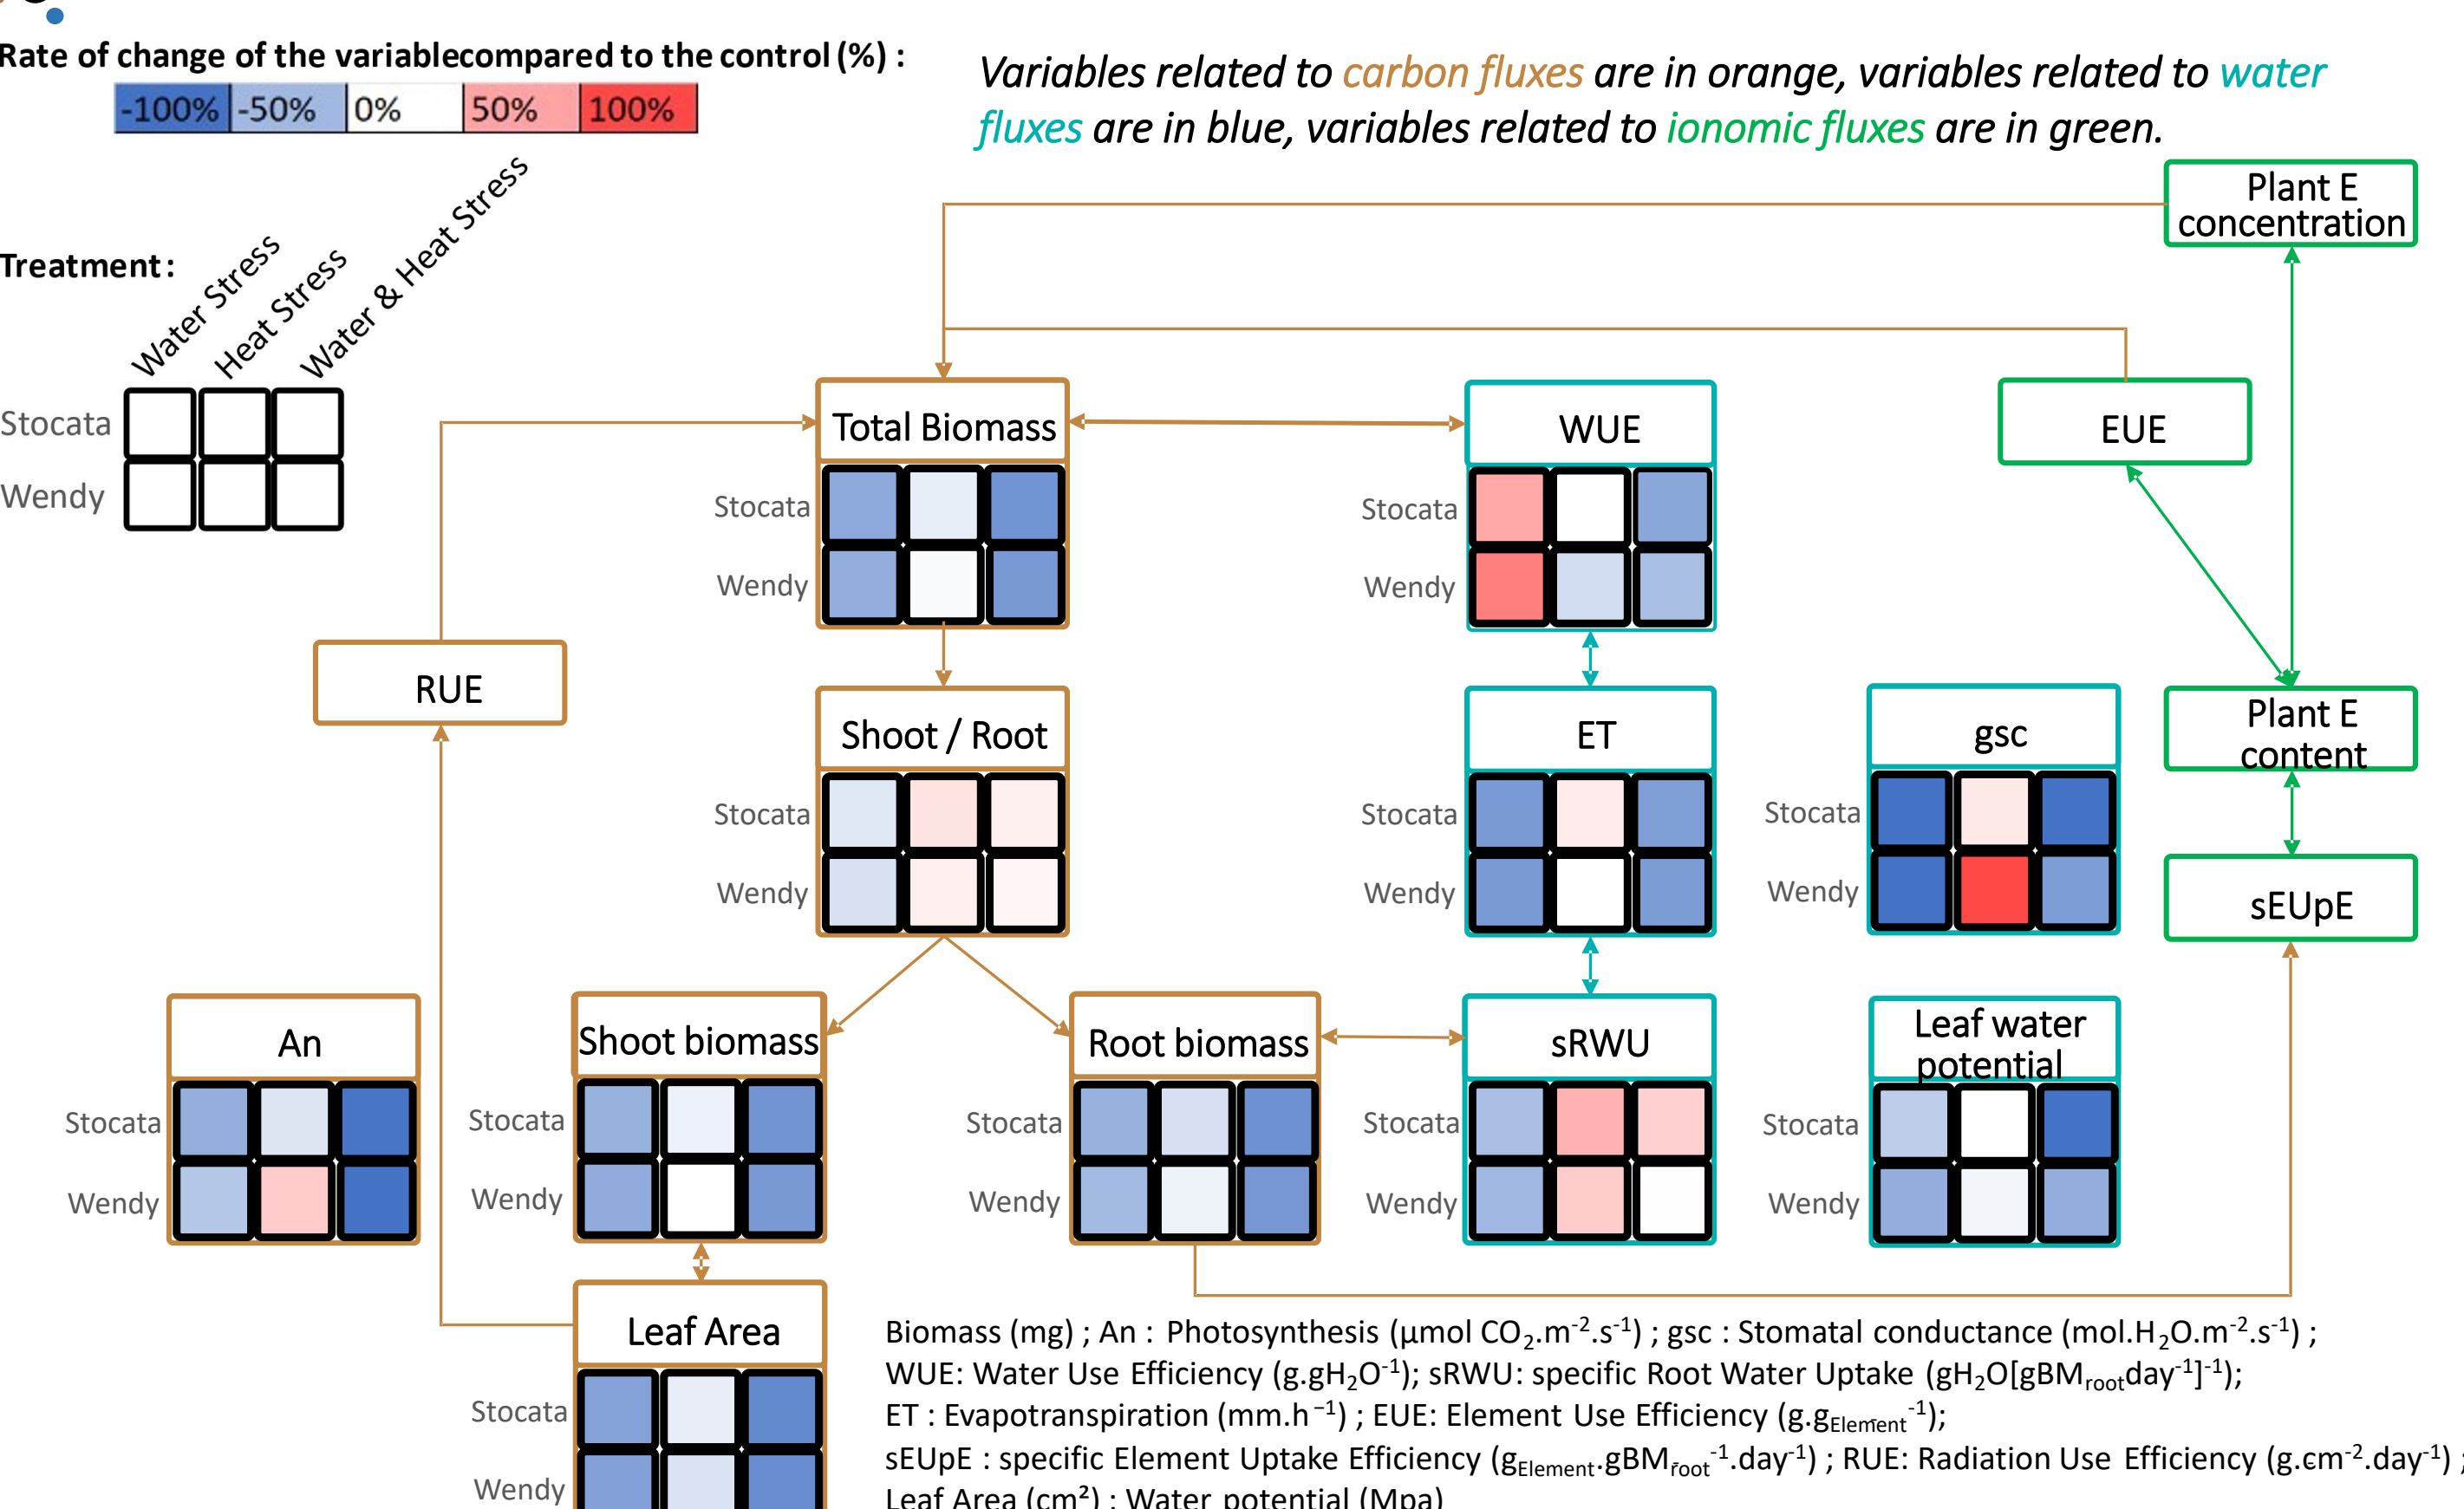 Rate of change of the variablecompared to the control (%) :
-100% -50% 0% 50% 100%
Variables related to carbon fluxes are in orange, variables related to water
fluxes are in blue, variables related to ionomic fluxes are in green.
Treatment :
Water Stress
Heat Stress
Water & Heat Stress
Stocata
Wendy
Plant E
concentration
Total Biomass
Stocata
Wendy
WUE
Stocata
Wendy
EUE
RUE
Shoot / Root
Stocata
Wendy
ET
Stocata
Wendy
gsc
Stocata
Wendy
Plant E
content
sEUpE
An
Stocata
Wendy
Shoot biomass
Stocata
Wendy
Root biomass
Stocata
Wendy
sRWU
Stocata
Wendy
Leaf water
potential
Stocata
Wendy
Leaf Area
Stocata
Wendy
Biomass (mg) ; An : Photosynthesis (µmol CO₂.m⁻².s⁻¹) ; gsc : Stomatal conductance (mol.H₂O.m⁻².s⁻¹) ;
WUE: Water Use Efficiency (g.gH₂O⁻¹); sRWU: specific Root Water Uptake (gH₂O[gBMrootday⁻¹]⁻¹);
ET : Evapotranspiration (mm.h⁻¹) ; EUE: Element Use Efficiency (g.gElement⁻¹);
sEUpE : specific Element Uptake Efficiency (gElement.gBMroot⁻¹.day⁻¹) ; RUE: Radiation Use Efficiency (g.cm⁻².day⁻¹) ;
Leaf Area (cm²) ; Water potential (Mpa)